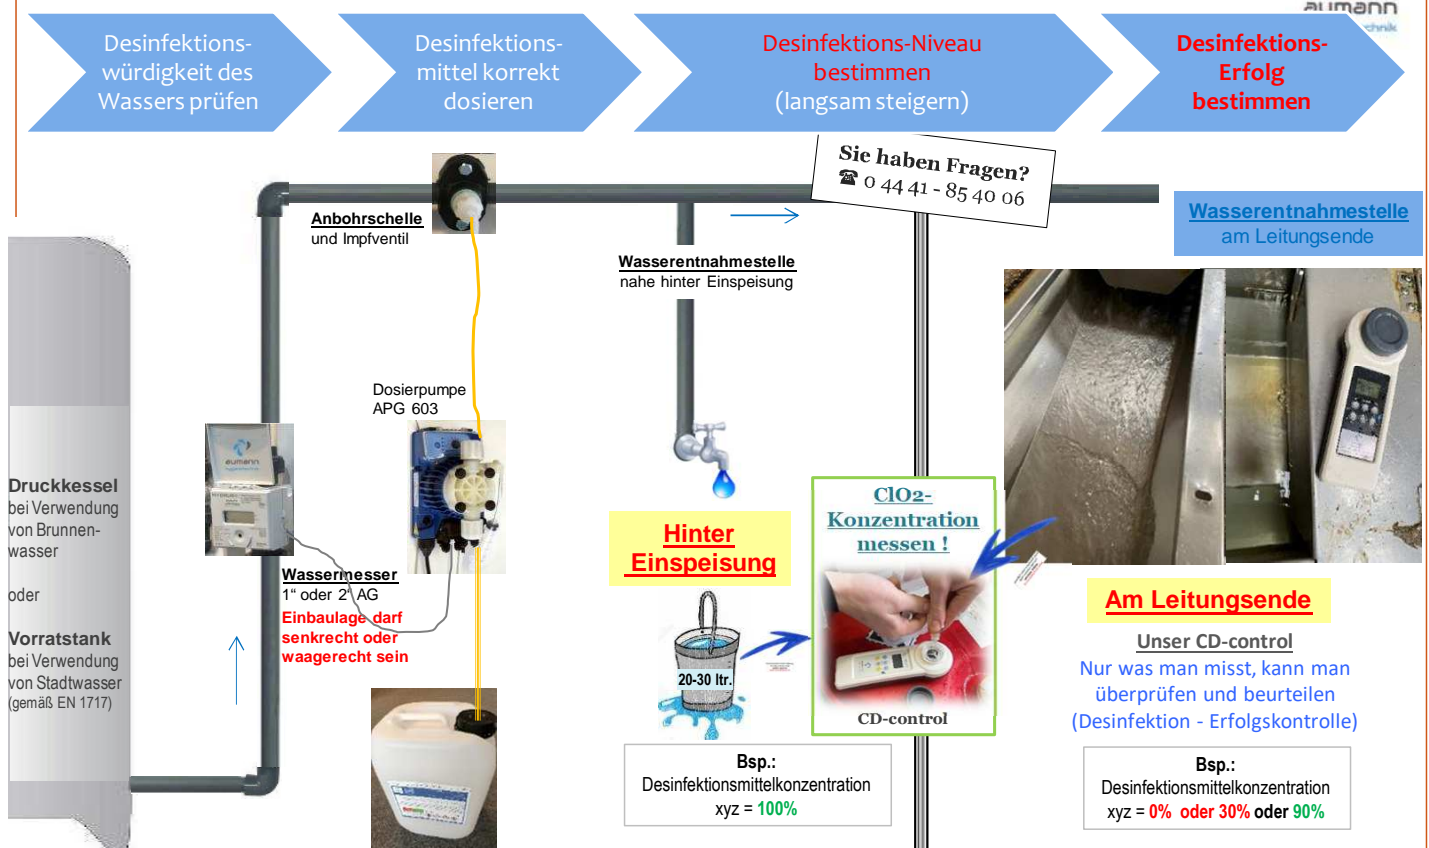 aumann
Desinfektions-
würdigkeit des
Wassers prüfen
Desinfektions-
mittel korrekt
dosieren
Desinfektions-Niveau
bestimmen
(langsam steigern)
Desinfektions-
Erfolg
bestimmen
Sie haben Fragen?
☎ 0 44 41 - 85 40 06
Anbohrschelle
und Impfventil
Wasserentnahmestelle
nahe hinter Einspeisung
Wasserentnahmestelle
am Leitungsende
Dosierpumpe
APG 603
aumann
Druckkessel
bei Verwendung
von Brunnen-
wasser
oder
Vorratstank
bei Verwendung
von Stadtwasser
(gemäß EN 1717)
Wassermesser
1“ oder 2“ AG
Einbaulage darf
senkrecht oder
waagerecht sein
Hinter
Einspeisung
20-30 ltr.
Bsp.:
Desinfektionsmittelkonzentration
xyz = 100%
ClO2-
Konzentration
messen !
CD-control
Am Leitungsende
Unser CD-control
Nur was man misst, kann man
überprüfen und beurteilen
(Desinfektion - Erfolgskontrolle)
Bsp.:
Desinfektionsmittelkonzentration
xyz = 0% oder 30% oder 90%